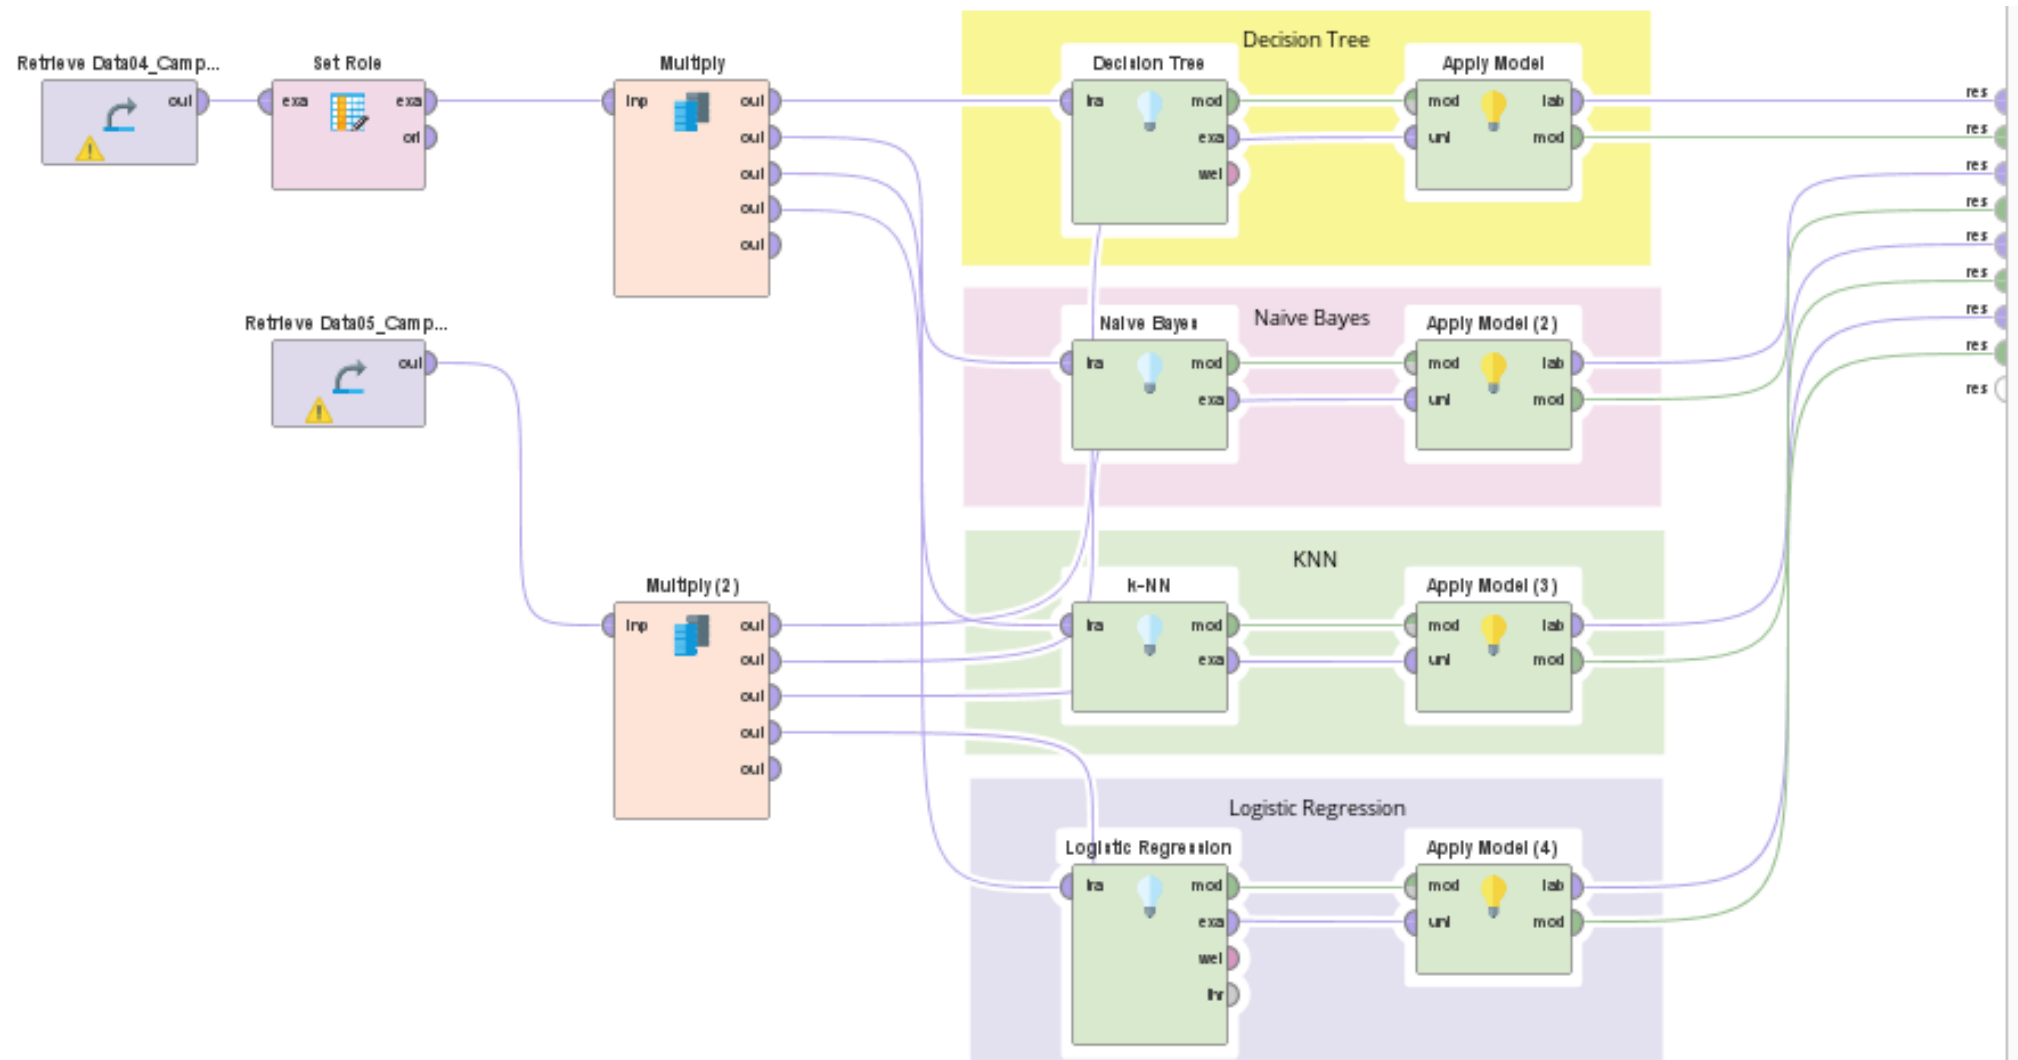 Decision Tree
Retrieve Data04_Camp...
Set Role
Multiply
Decision Tree
Apply Model
out
exa
exa
ori
inp
out
out
out
out
out
tra
mod
exa
wei
mod
unl
lab
mod
res
res
res
res
res
res
res
res
res
Retrieve Data05_Camp...
out
Naive Bayes
Naive Bayes
Apply Model (2)
tra
mod
exa
mod
unl
lab
mod
KNN
Multiply (2)
k-NN
Apply Model (3)
inp
out
out
out
out
out
tra
mod
exa
mod
unl
lab
mod
Logistic Regression
Logistic Regression
Apply Model (4)
tra
mod
exa
wei
thr
mod
unl
lab
mod